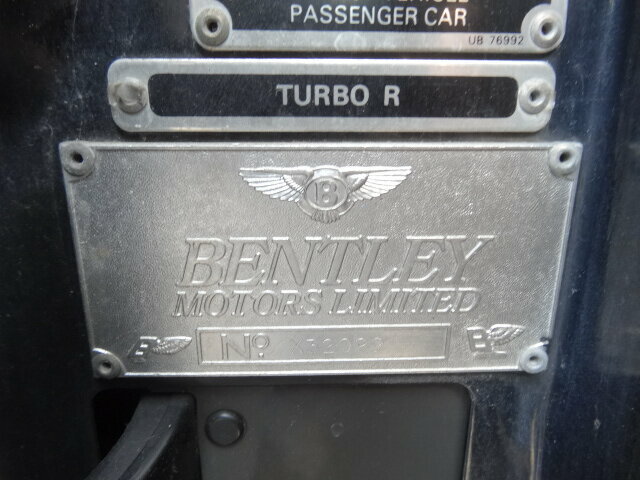 PASSENGER CAR
UB 76992
TURBO R
B
BENTLEY
MOTORS LIMITED
B
No
B